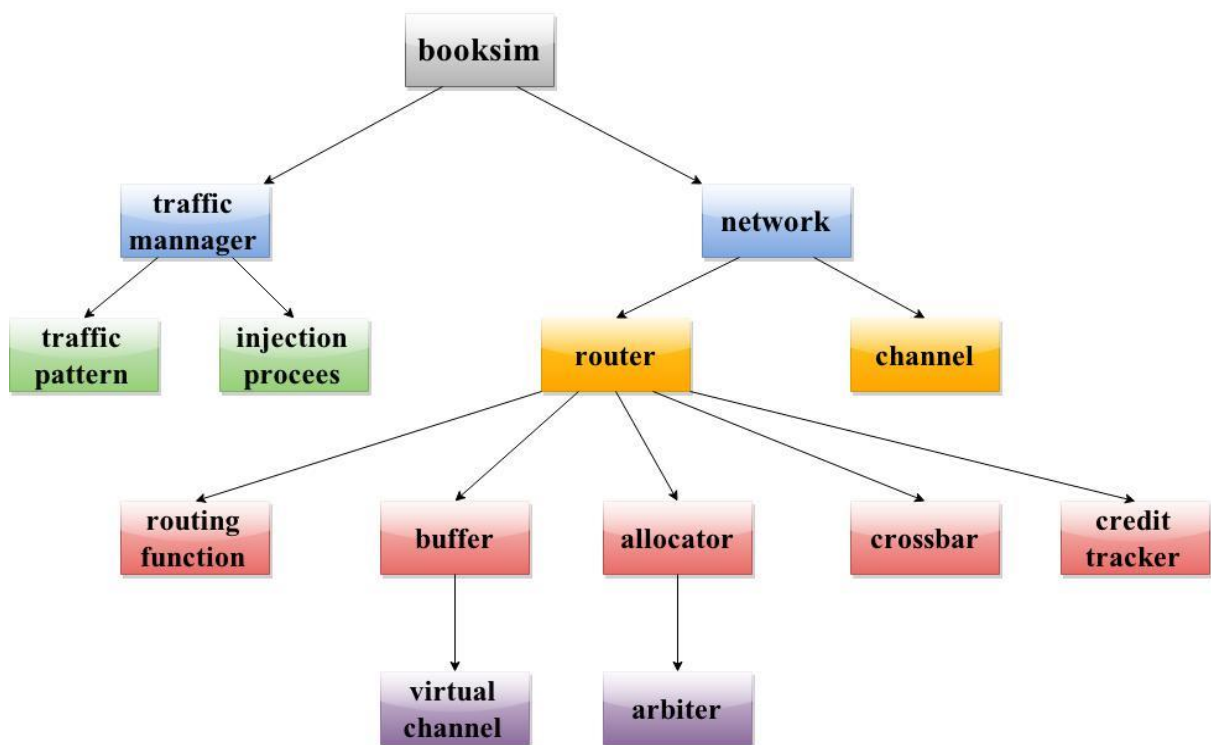 booksim
traffic
mannager
network
traffic
pattern
injection
procees
router
channel
routing
function
buffer
allocator
crossbar
credit
tracker
virtual
channel
arbiter